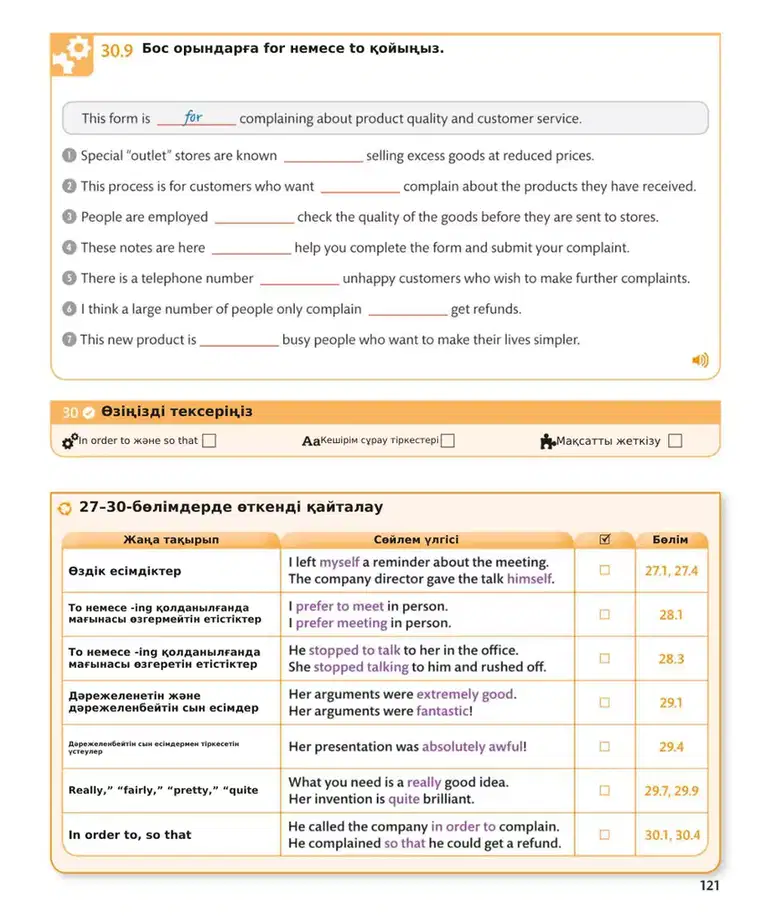 30.9 Бос орындарға for немесе to қойыңыз.
This form is for complaining about product quality and customer service.
1 Special "outlet" stores are known ____________ selling excess goods at reduced prices.
2 This process is for customers who want ____________ complain about the products they have received.
3 People are employed ____________ check the quality of the goods before they are sent to stores.
4 These notes are here ____________ help you complete the form and submit your complaint.
5 There is a telephone number ____________ unhappy customers who wish to make further complaints.
6 I think a large number of people only complain ____________ get refunds.
7 This new product is ____________ busy people who want to make their lives simpler.
30 Өзіңізді тексеріңіз
In order to және so that Aa Кешірім сұрау тіркестері Мақсатты жеткізу
27–30-бөлімдерде өткенді қайталау
Жаңа тақырып Сөйлем үлгісі Бөлім
Өздік есімдіктер
I left myself a reminder about the meeting.
The company director gave the talk himself.
27.1, 27.4
To немесе -ing қолданылғанда
мағынасы өзгермейтін етістіктер
I prefer to meet in person.
I prefer meeting in person.
28.1
To немесе -ing қолданылғанда
мағынасы өзгеретін етістіктер
He stopped to talk to her in the office.
She stopped talking to him and rushed off.
28.3
Дәрежеленетін және
дәрежеленбейтін сын есімдер
Her arguments were extremely good.
Her arguments were fantastic!
29.1
Дәрежеленбейтін сын есімдермен тіркесетін
үстеулер
Her presentation was absolutely awful!
29.4
Really,” “fairly,” “pretty,” “quite
What you need is a really good idea.
Her invention is quite brilliant.
29.7, 29.9
In order to, so that
He called the company in order to complain.
He complained so that he could get a refund.
30.1, 30.4
121